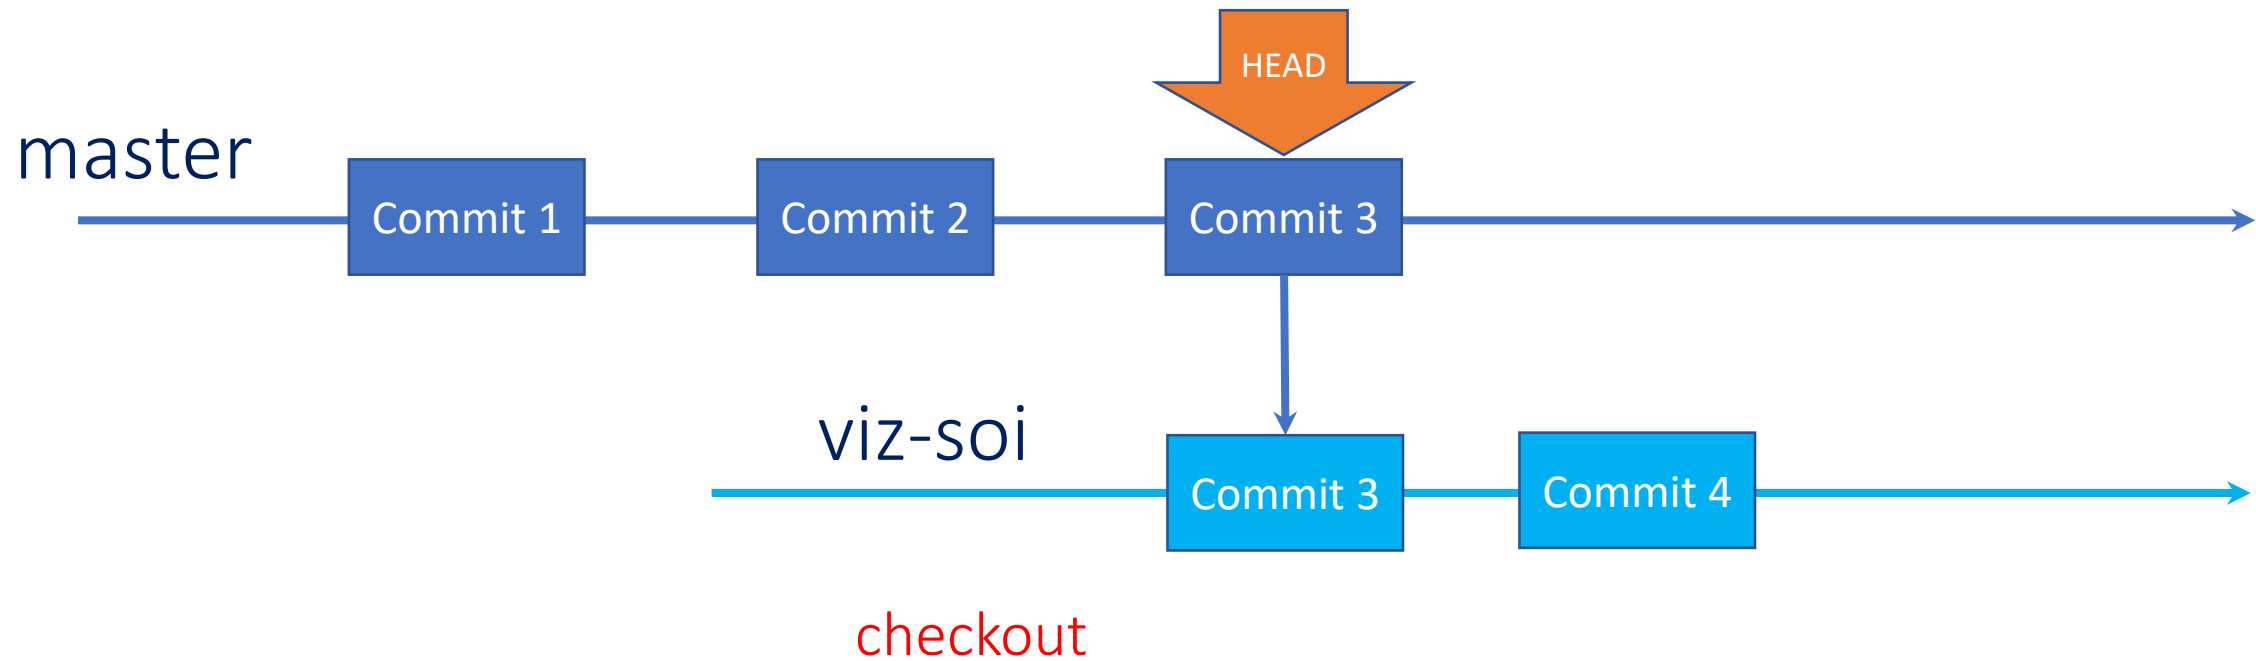 HEAD
master
Commit 1
Commit 2
Commit 3
viz-soi
Commit 3
Commit 4
checkout